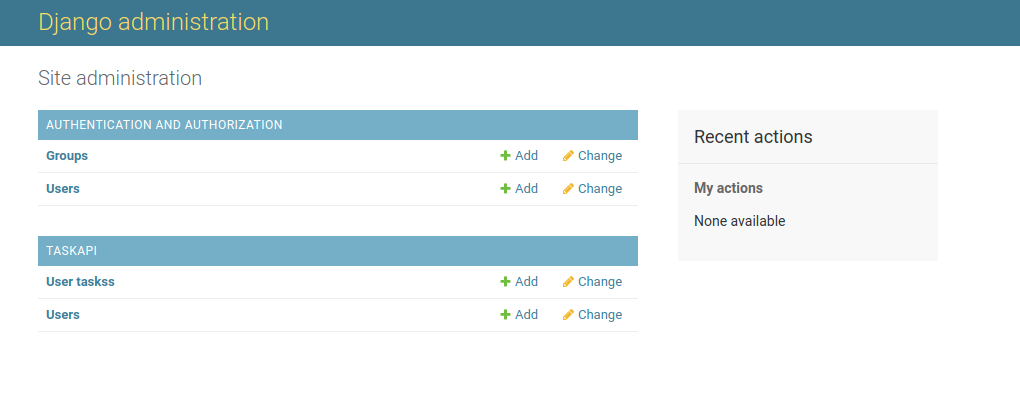 Django administration
Site administration
AUTHENTICATION AND AUTHORIZATION
Groups Add Change
Users Add Change
TASKAPI
User taskss Add Change
Users Add Change
Recent actions
My actions
None available